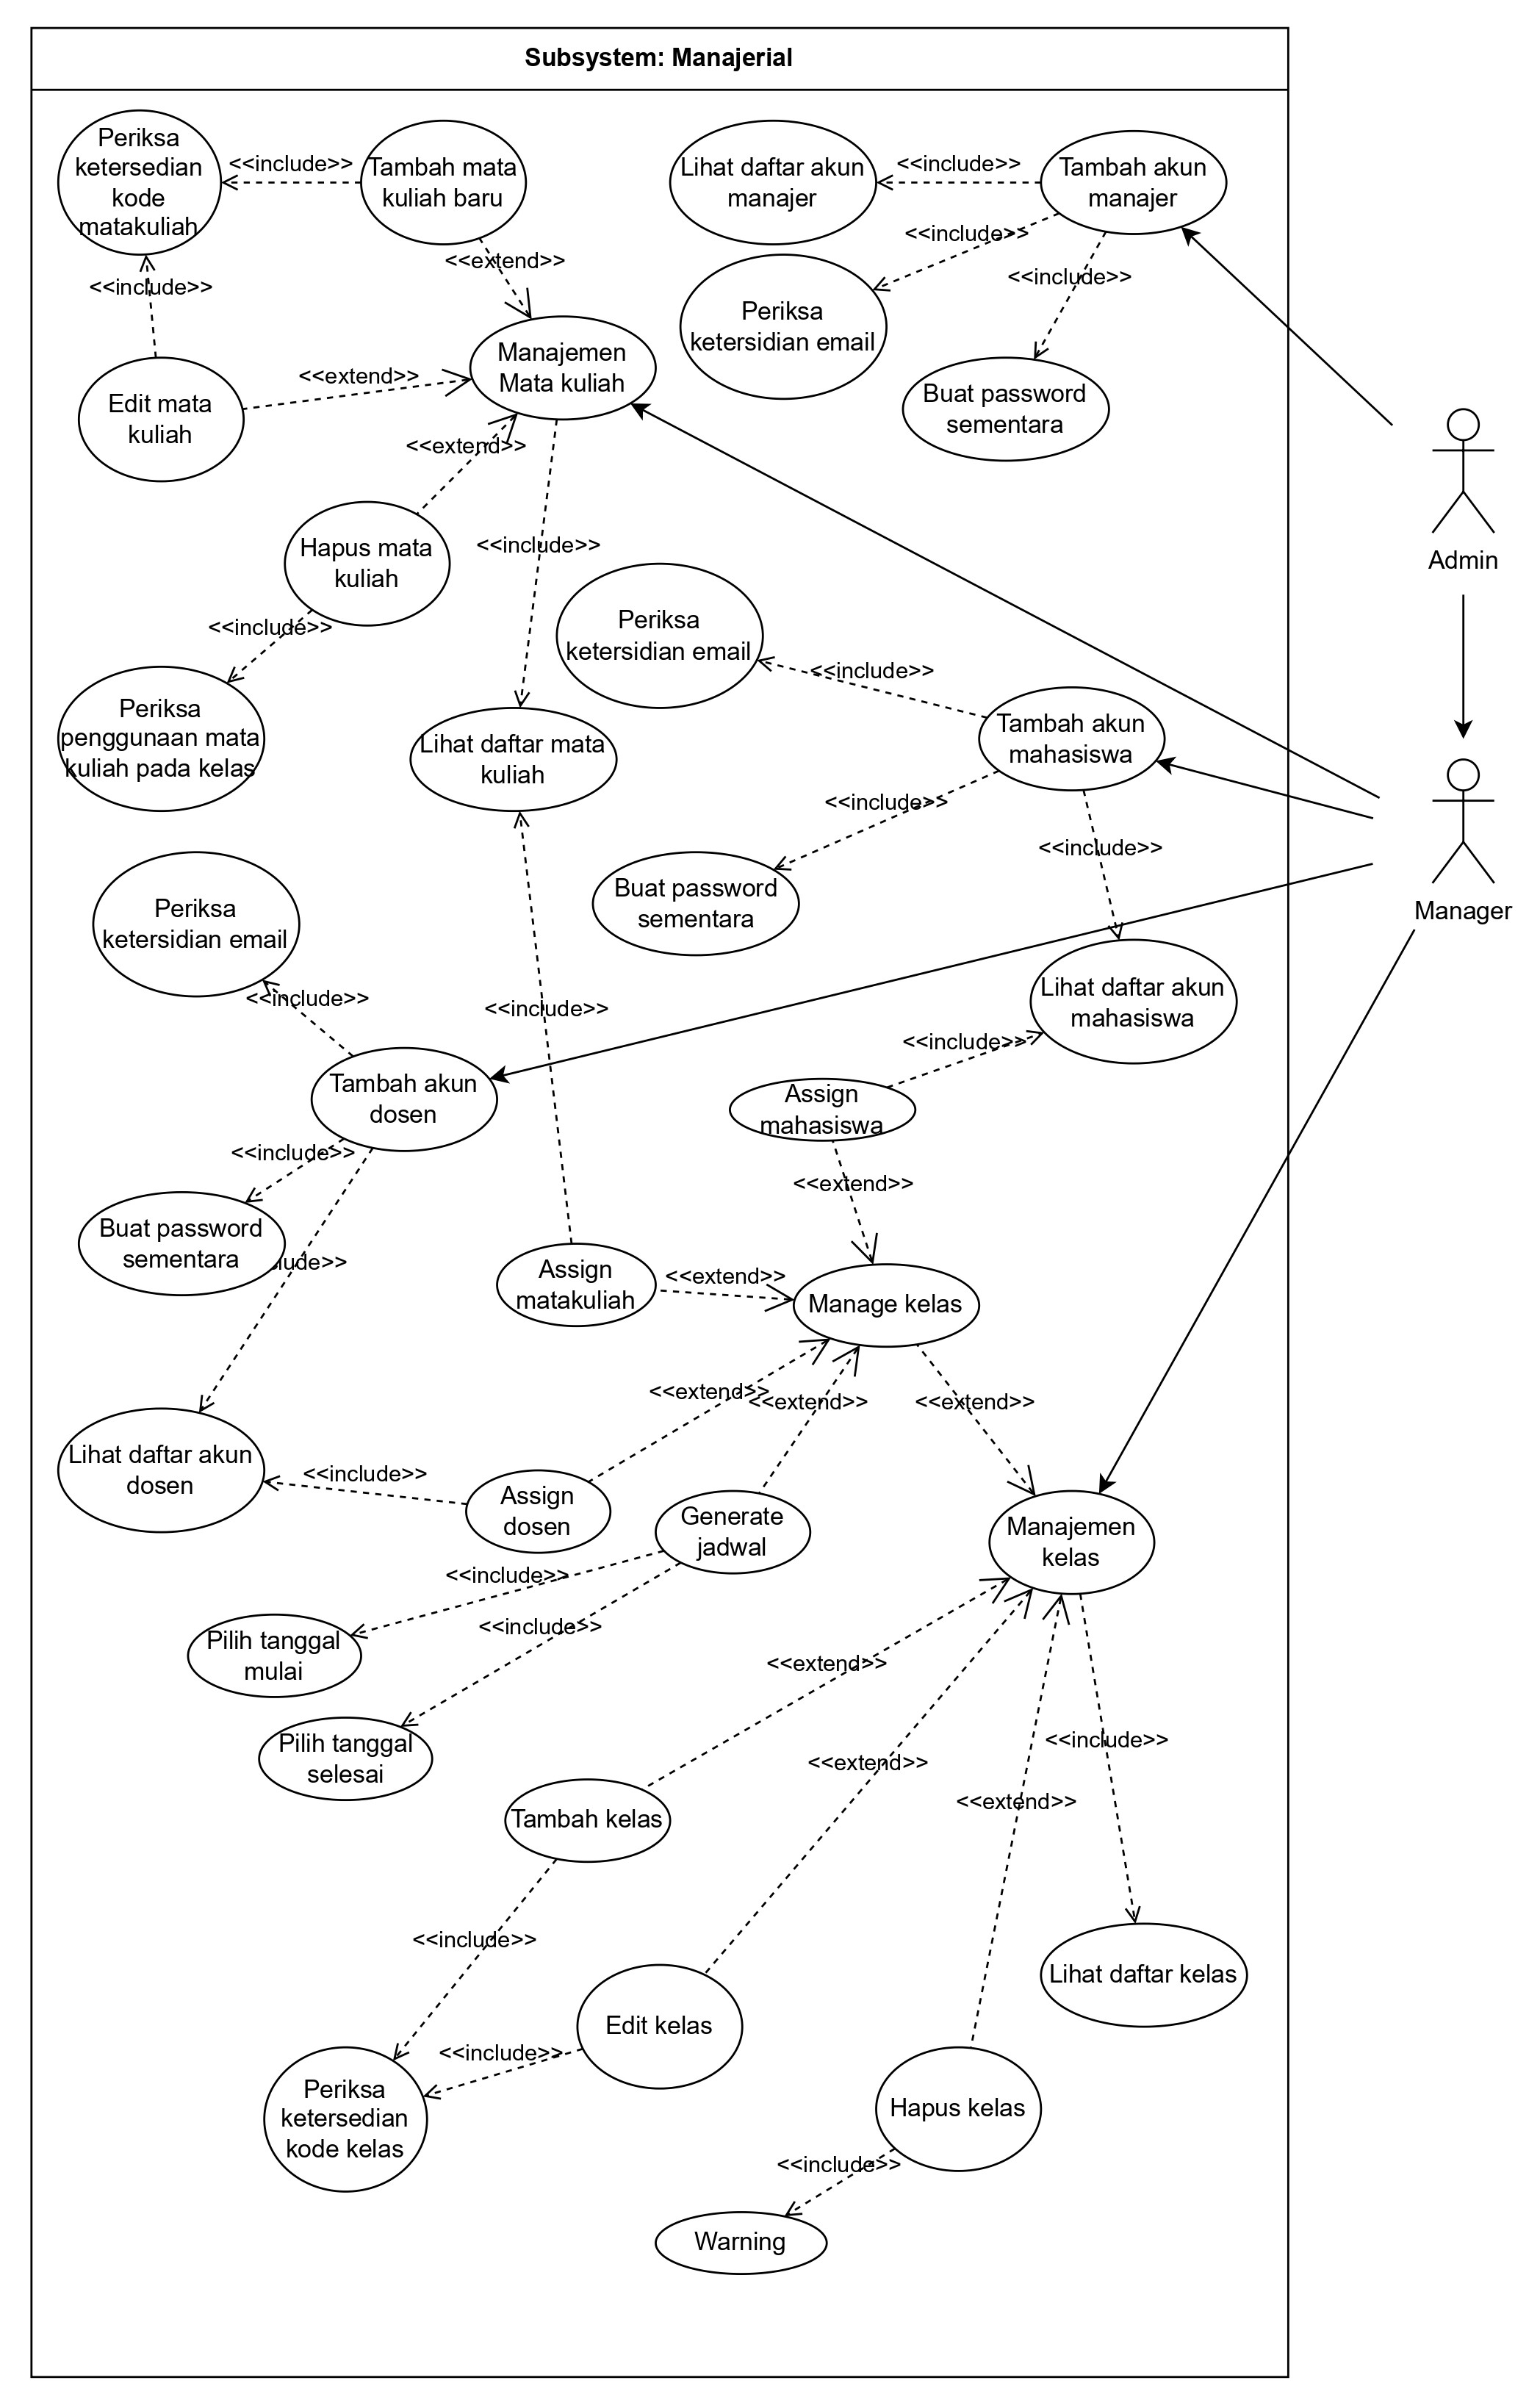 Subsystem: Manajerial
Periksa
ketersedian
kode
matakuliah
<<include>>
Tambah mata
kuliah baru
Lihat daftar akun
manajer
<<include>>
Tambah akun
manajer
<<include>>
<<extend>>
<<include>>
<<include>>
Periksa
ketersidian email
Manajemen
Mata kuliah
<<extend>>
Edit mata
kuliah
Buat password
sementara
<<extend>>
Hapus mata
kuliah
<<include>>
Admin
<<include>>
Periksa
ketersidian email
<<include>>
Periksa
penggunaan mata
kuliah pada kelas
Lihat daftar mata
kuliah
Tambah akun
mahasiswa
<<include>>
<<include>>
Buat password
sementara
Manager
Periksa
ketersidian email
<<include>>
<<include>>
Lihat daftar akun
mahasiswa
<<include>>
Tambah akun
dosen
Assign
mahasiswa
<<include>>
<<extend>>
Buat password
sementara
lude>>
Assign
matakuliah
<<extend>>
Manage kelas
<<extend>>
<<extend>>
<<extend>>
Lihat daftar akun
dosen
<<include>>
Assign
dosen
Generate
jadwal
Manajemen
kelas
<<include>>
<<include>>
Pilih tanggal
mulai
<<extend>>
Pilih tanggal
selesai
<<extend>>
<<include>>
Tambah kelas
<<extend>>
<<include>>
Lihat daftar kelas
Edit kelas
<<include>>
Periksa
ketersedian
kode kelas
Hapus kelas
<<include>>
Warning